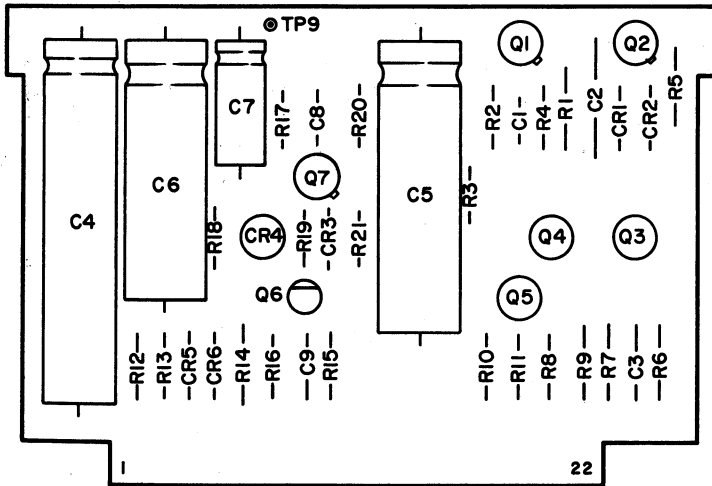 TP9
Q1
Q2
C7
R17
C8
R20
R2
C1
R4
R1
C2
CR1
CR2
R5
Q7
C6
C5
R3
C4
R18
CR4
R19
CR3
R21
Q4
Q3
Q6
Q5
R12
R13
CR5
CR6
R14
R16
C9
R15
R10
R11
R8
R9
R7
C3
R6
1
22